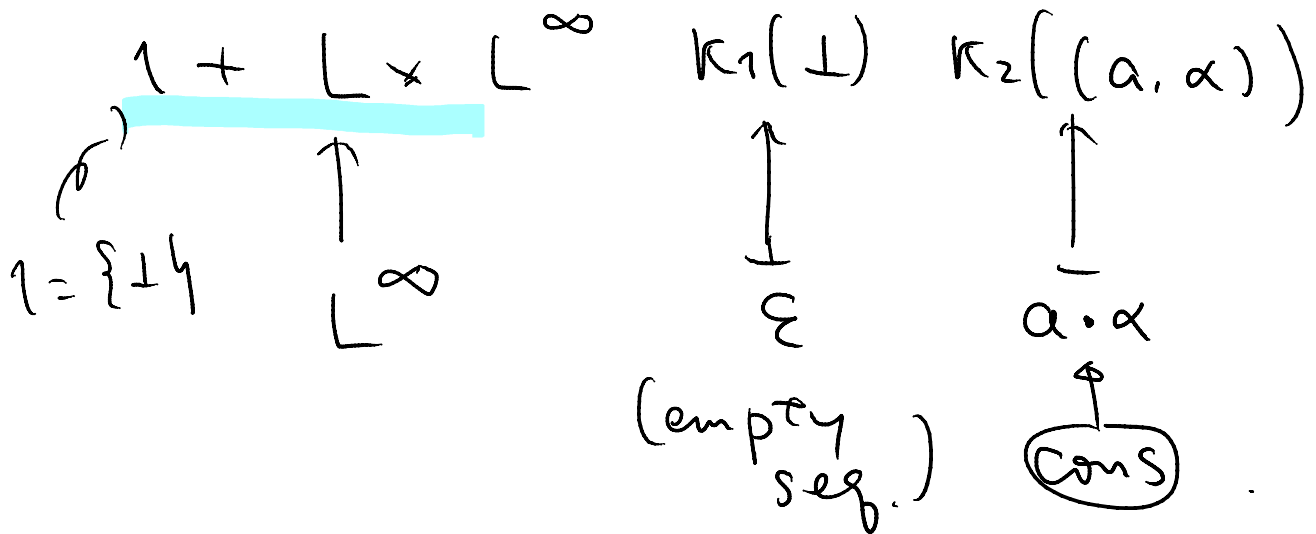 1 + L × L^∞ κ₁(⊥) κ₂((a, α))
1 = {⊥}
L^∞ ε a · α
(empty
seq.) cons